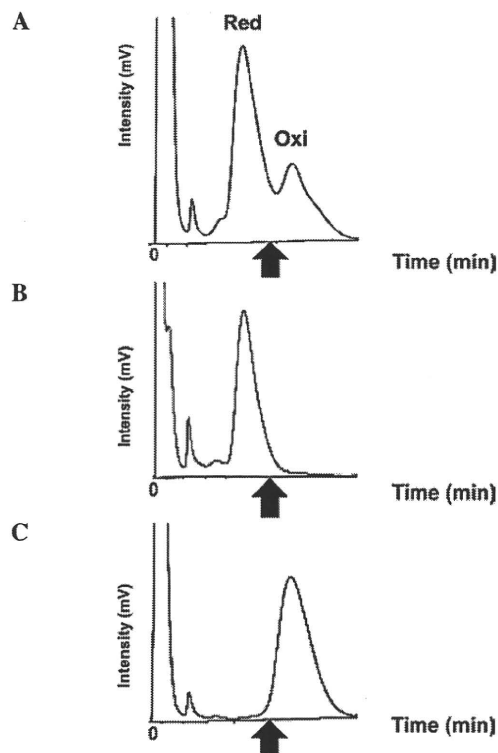 A
Red
Intensity (mV)
Oxi
0
Time (min)
B
Intensity (mV)
0
Time (min)
C
Intensity (mV)
0
Time (min)